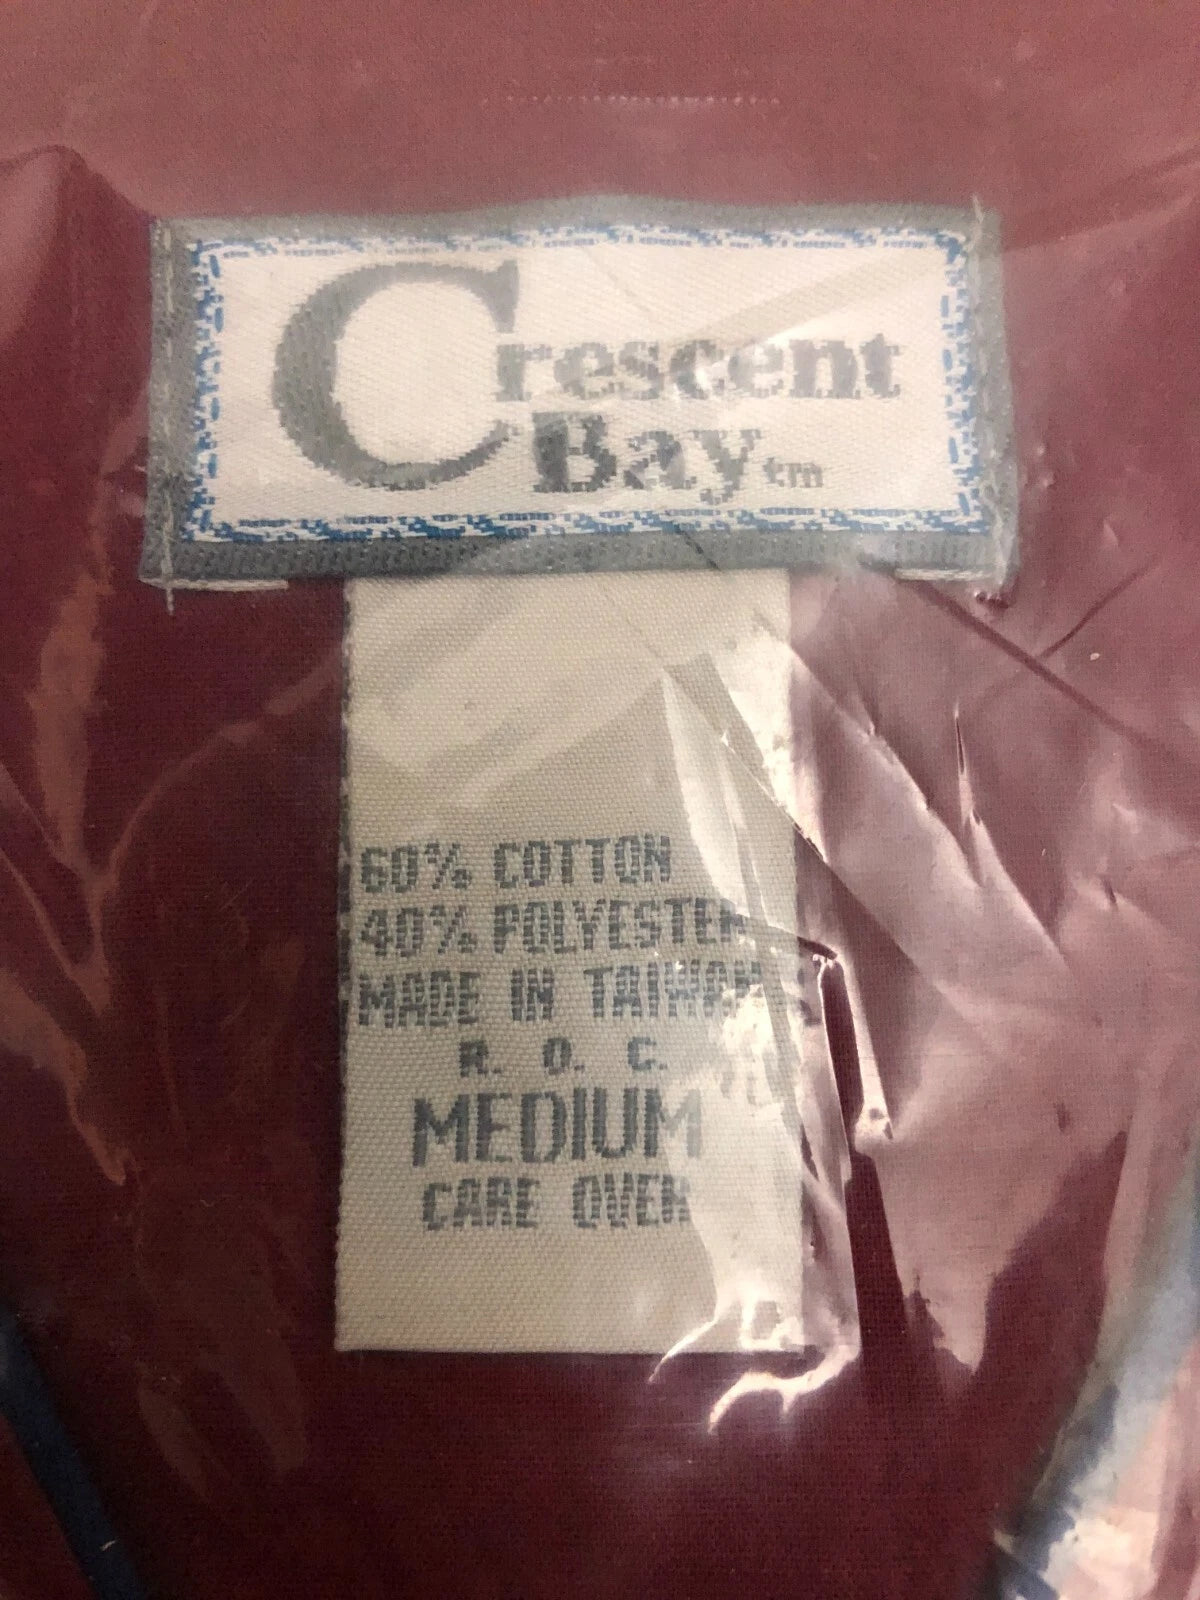 Crescent
Bay tm
60% COTTON
40% POLYESTER
MADE IN TAIWAN
R. O. C.
MEDIUM
CARE OVER